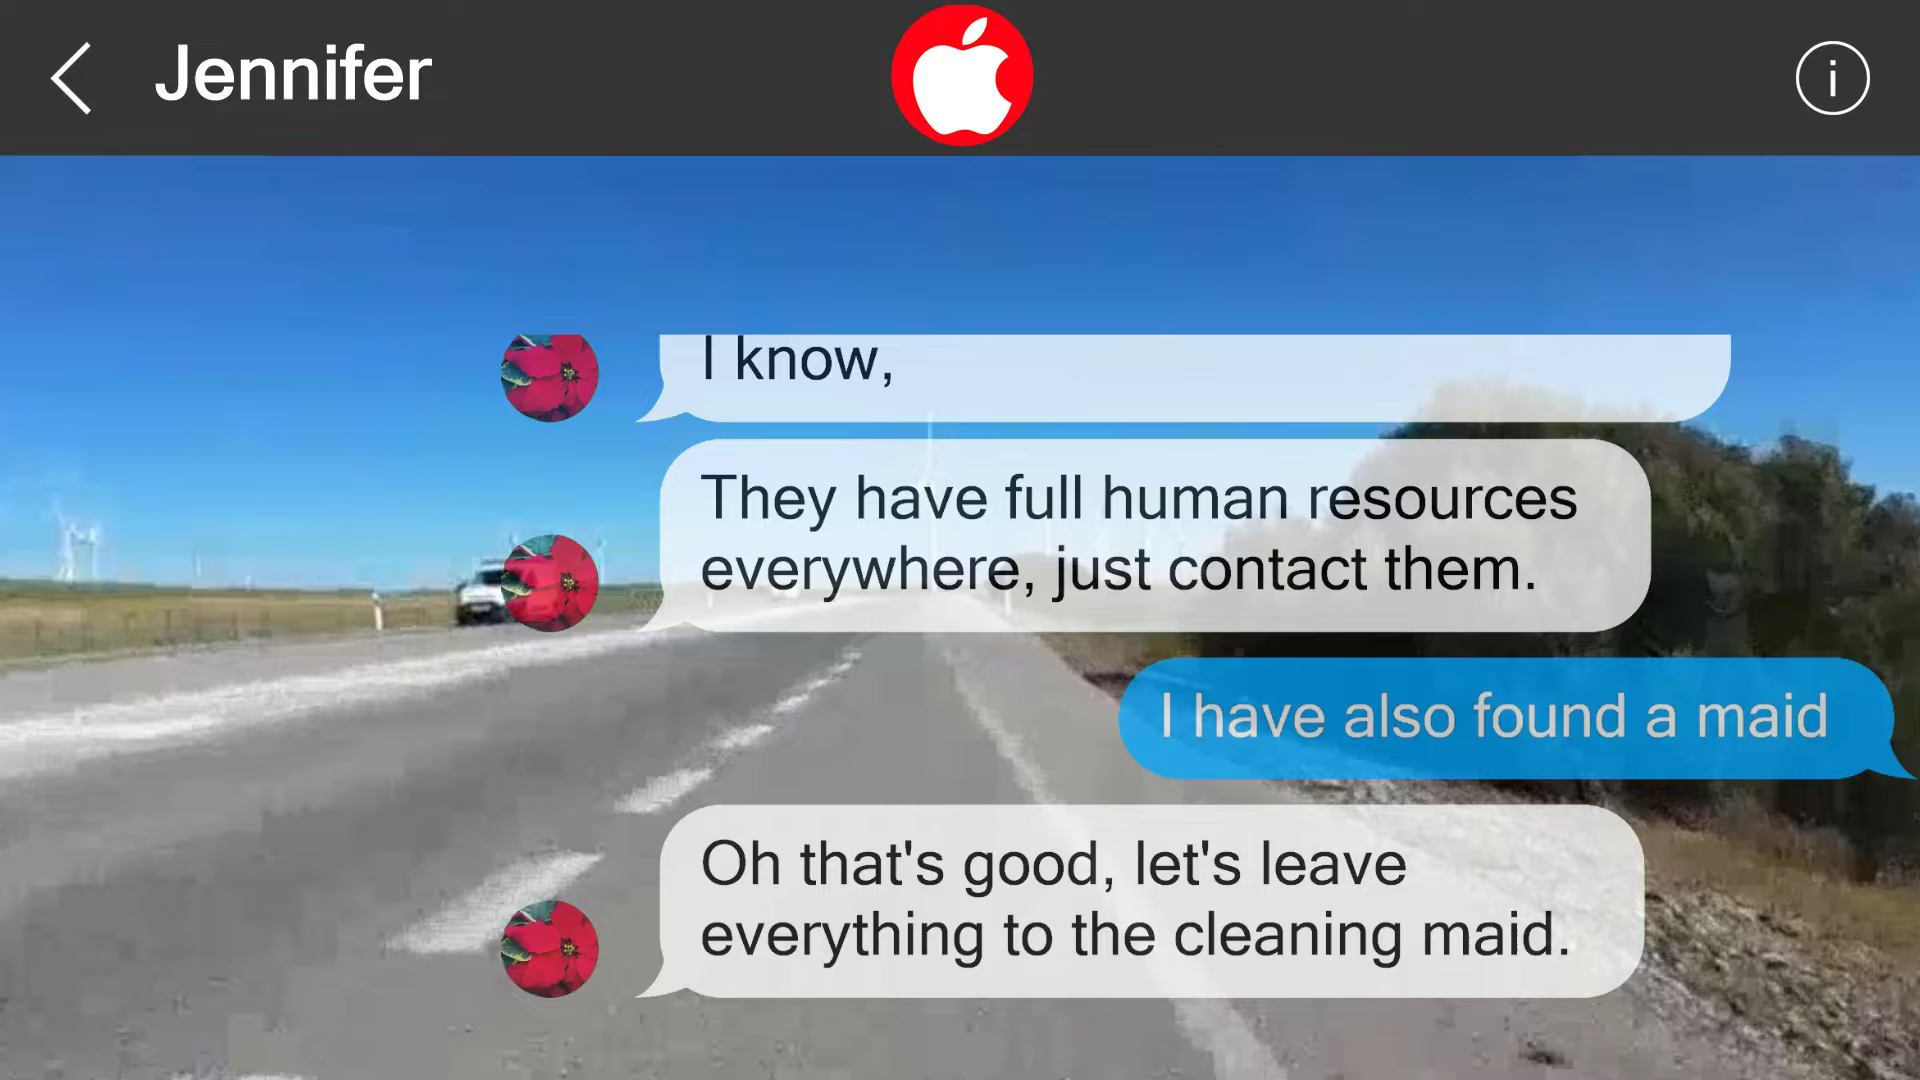 Jennifer
i
I know,
They have full human resources
everywhere, just contact them.
I have also found a maid
Oh that's good, let's leave
everything to the cleaning maid.